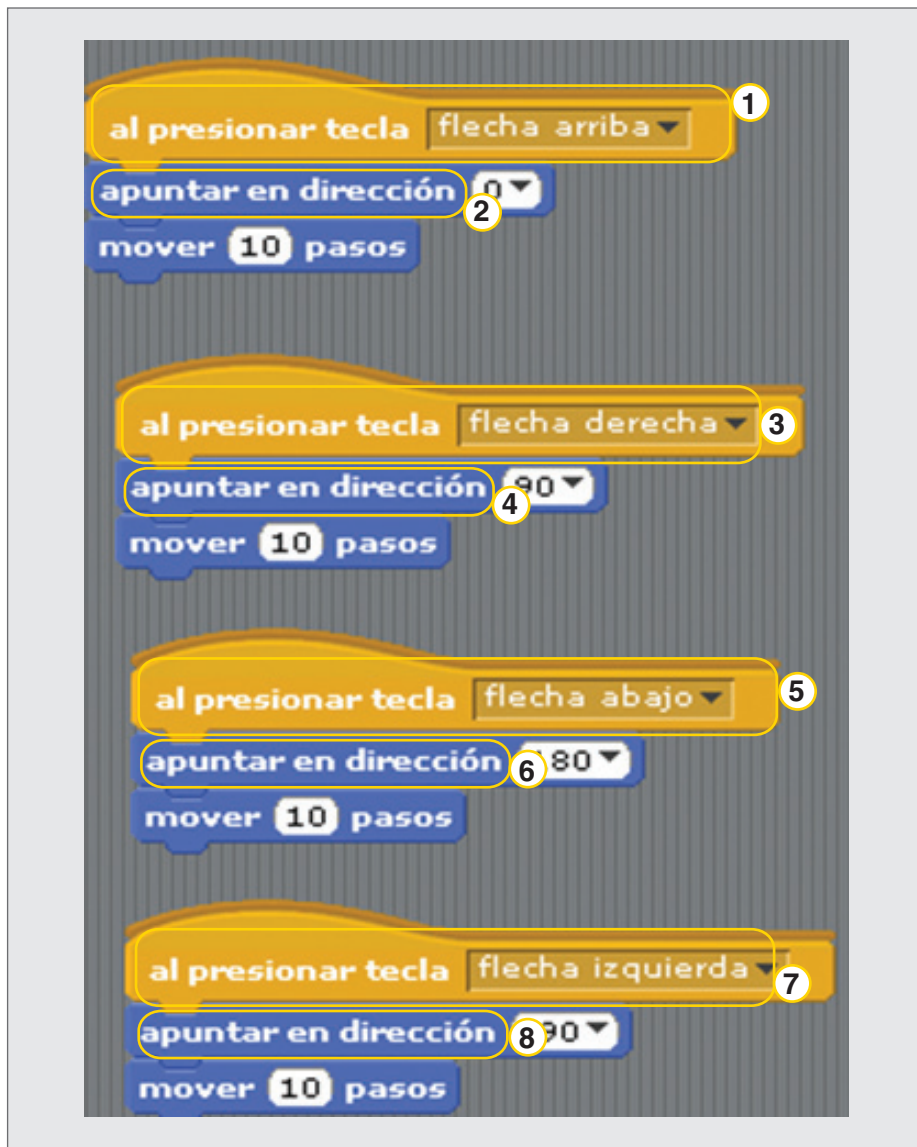 al presionar tecla flecha arriba
1
apuntar en dirección 0
2
mover 10 pasos
al presionar tecla flecha derecha
3
apuntar en dirección 90
4
mover 10 pasos
al presionar tecla flecha abajo
5
apuntar en dirección 80
6
mover 10 pasos
al presionar tecla flecha izquierda
7
apuntar en dirección 90
8
mover 10 pasos